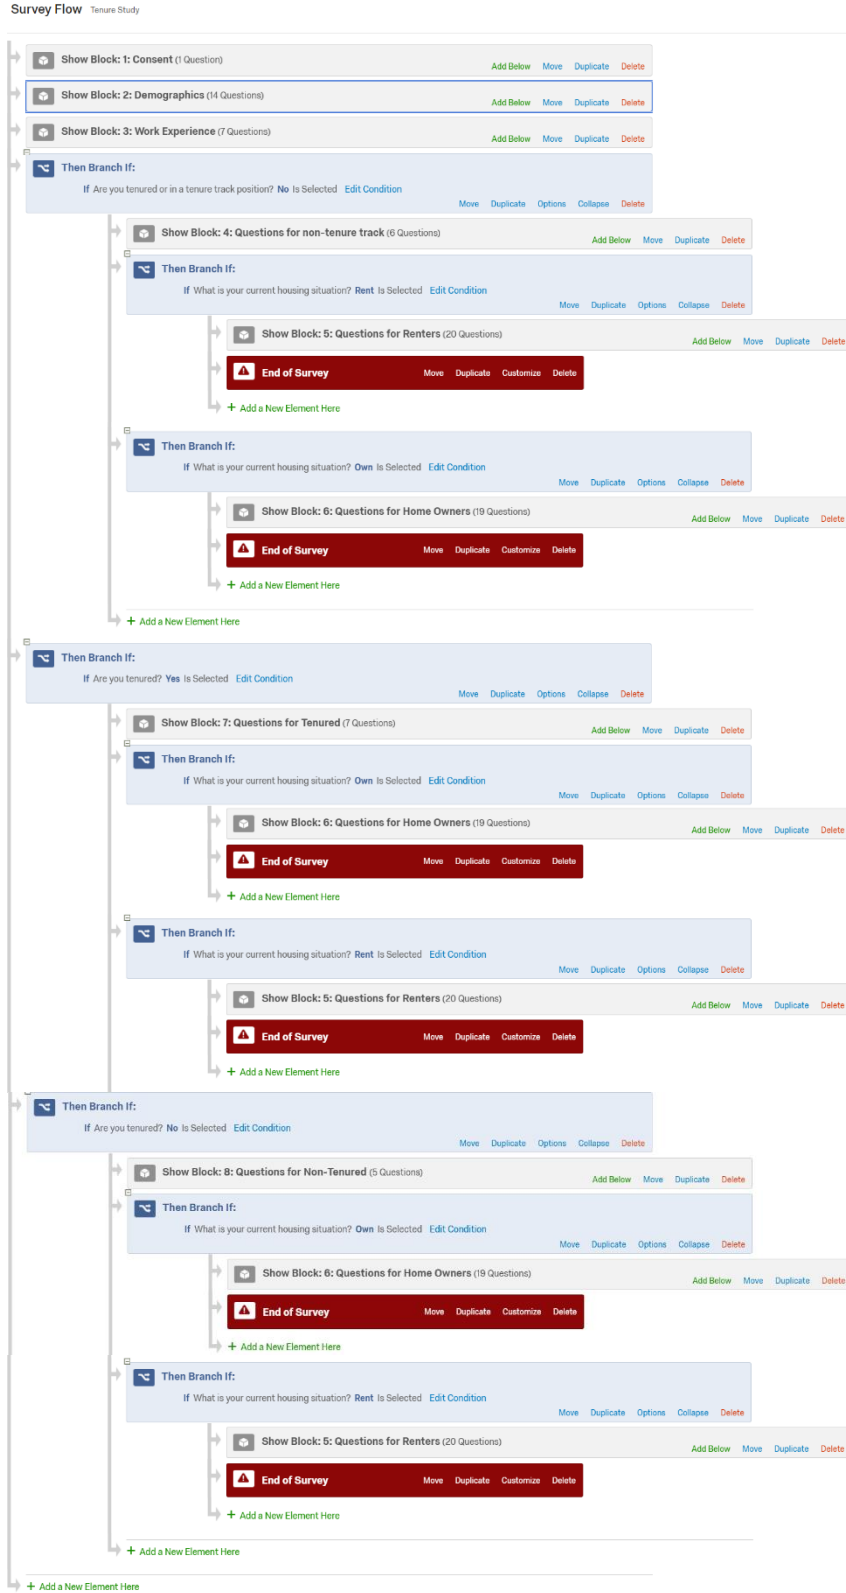 Survey Flow Tenure Study
Show Block: 1: Consent (1 Question)
Add Below Move Duplicate Delete
Show Block: 2: Demographics (14 Questions)
Add Below Move Duplicate Delete
Show Block: 3: Work Experience (7 Questions)
Add Below Move Duplicate Delete
Then Branch If:
If Are you tenured or in a tenure track position? No Is Selected Edit Condition
Move Duplicate Options Collapse Delete
Show Block: 4: Questions for non-tenure track (6 Questions)
Add Below Move Duplicate Delete
Then Branch If:
If What is your current housing situation? Rent Is Selected Edit Condition
Move Duplicate Options Collapse Delete
Show Block: 5: Questions for Renters (20 Questions)
Add Below Move Duplicate Delete
End of Survey Move Duplicate Customize Delete
+ Add a New Element Here
Then Branch If:
If What is your current housing situation? Own Is Selected Edit Condition
Move Duplicate Options Collapse Delete
Show Block: 6: Questions for Home Owners (19 Questions)
Add Below Move Duplicate Delete
End of Survey Move Duplicate Customize Delete
+ Add a New Element Here
+ Add a New Element Here
Then Branch If:
If Are you tenured? Yes Is Selected Edit Condition
Move Duplicate Options Collapse Delete
Show Block: 7: Questions for Tenured (7 Questions)
Add Below Move Duplicate Delete
Then Branch If:
If What is your current housing situation? Own Is Selected Edit Condition
Move Duplicate Options Collapse Delete
Show Block: 6: Questions for Home Owners (19 Questions)
Add Below Move Duplicate Delete
End of Survey Move Duplicate Customize Delete
+ Add a New Element Here
Then Branch If:
If What is your current housing situation? Rent Is Selected Edit Condition
Move Duplicate Options Collapse Delete
Show Block: 5: Questions for Renters (20 Questions)
Add Below Move Duplicate Delete
End of Survey Move Duplicate Customize Delete
+ Add a New Element Here
Then Branch If:
If Are you tenured? No Is Selected Edit Condition
Move Duplicate Options Collapse Delete
Show Block: 8: Questions for Non-Tenured (5 Questions)
Add Below Move Duplicate Delete
Then Branch If:
If What is your current housing situation? Own Is Selected Edit Condition
Move Duplicate Options Collapse Delete
Show Block: 6: Questions for Home Owners (19 Questions)
Add Below Move Duplicate Delete
End of Survey Move Duplicate Customize Delete
+ Add a New Element Here
Then Branch If:
If What is your current housing situation? Rent Is Selected Edit Condition
Move Duplicate Options Collapse Delete
Show Block: 5: Questions for Renters (20 Questions)
Add Below Move Duplicate Delete
End of Survey Move Duplicate Customize Delete
+ Add a New Element Here
+ Add a New Element Here
+ Add a New Element Here